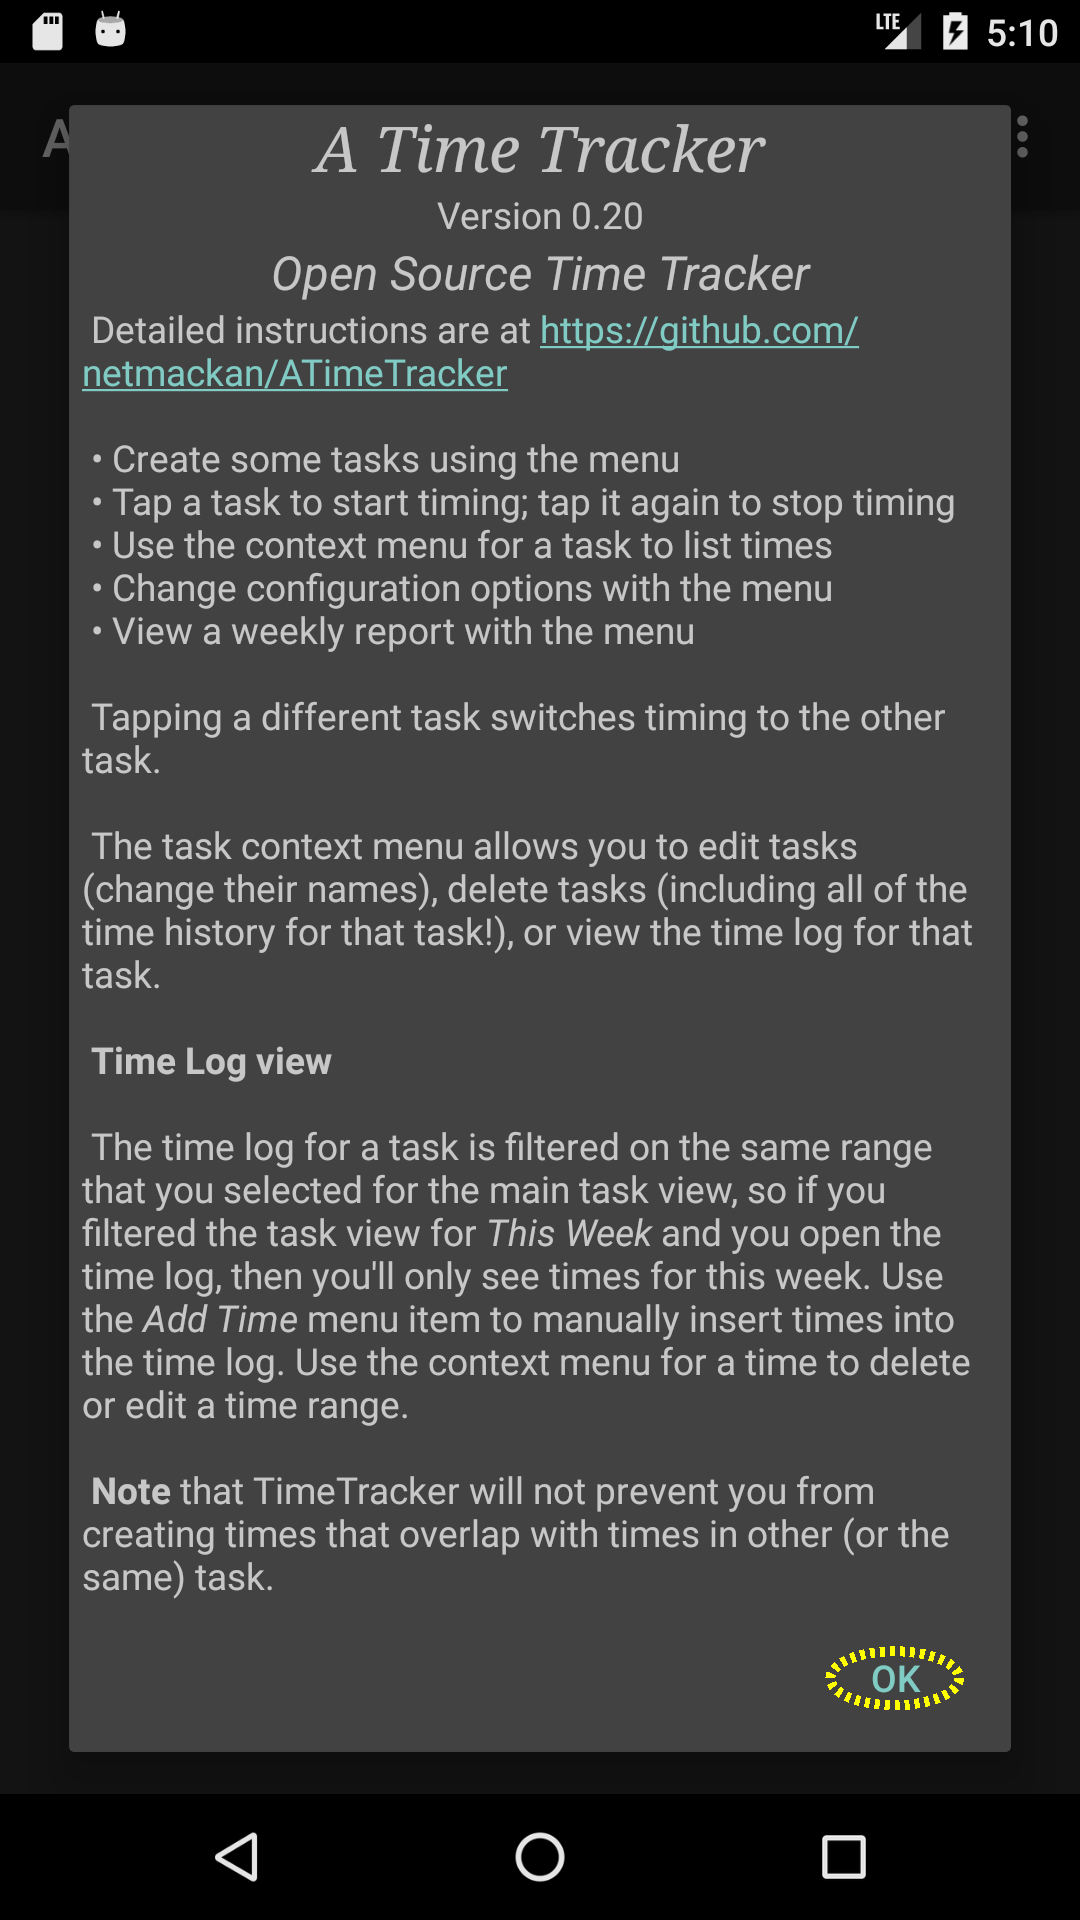 LTE 5:10
A
A Time Tracker
Version 0.20
Open Source Time Tracker
Detailed instructions are at https://github.com/
netmackan/ATimeTracker
• Create some tasks using the menu
• Tap a task to start timing; tap it again to stop timing
• Use the context menu for a task to list times
• Change configuration options with the menu
• View a weekly report with the menu
Tapping a different task switches timing to the other
task.
The task context menu allows you to edit tasks
(change their names), delete tasks (including all of the
time history for that task!), or view the time log for that
task.
Time Log view
The time log for a task is filtered on the same range
that you selected for the main task view, so if you
filtered the task view for This Week and you open the
time log, then you'll only see times for this week. Use
the Add Time menu item to manually insert times into
the time log. Use the context menu for a time to delete
or edit a time range.
Note that TimeTracker will not prevent you from
creating times that overlap with times in other (or the
same) task.
OK